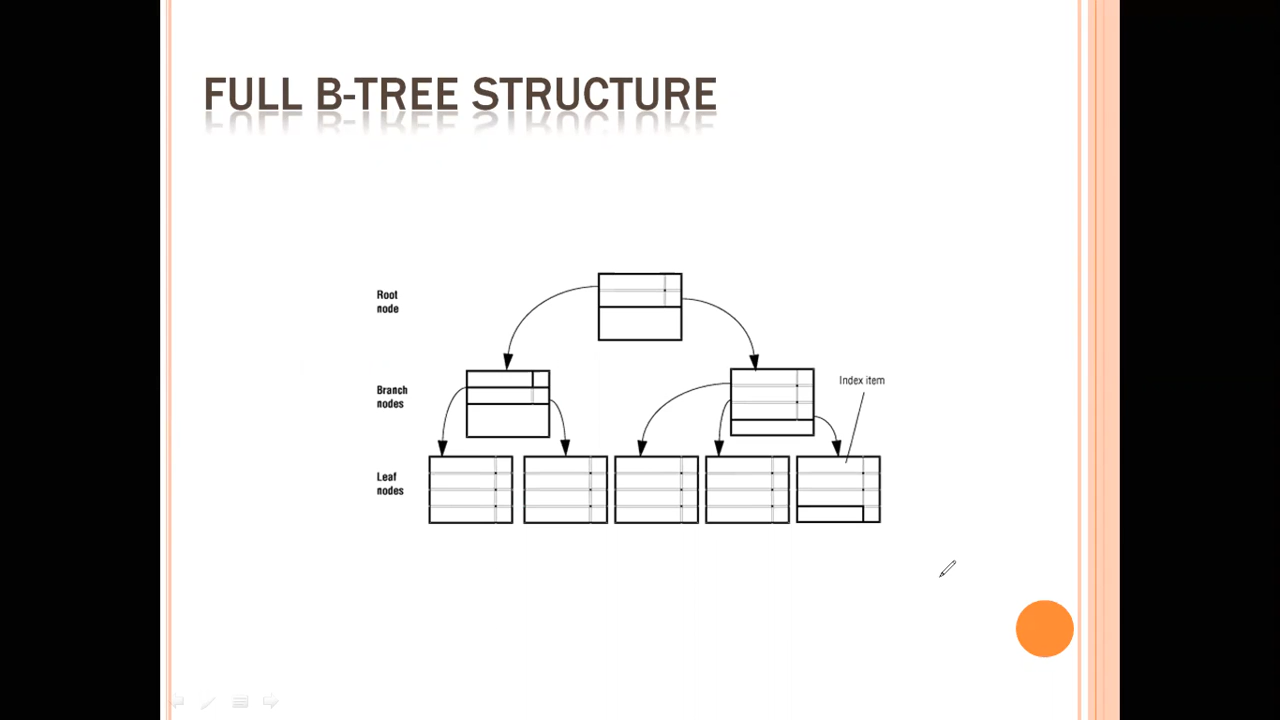 FULL B-TREE STRUCTURE
Root
node
Branch
nodes
Index item
Leaf
nodes